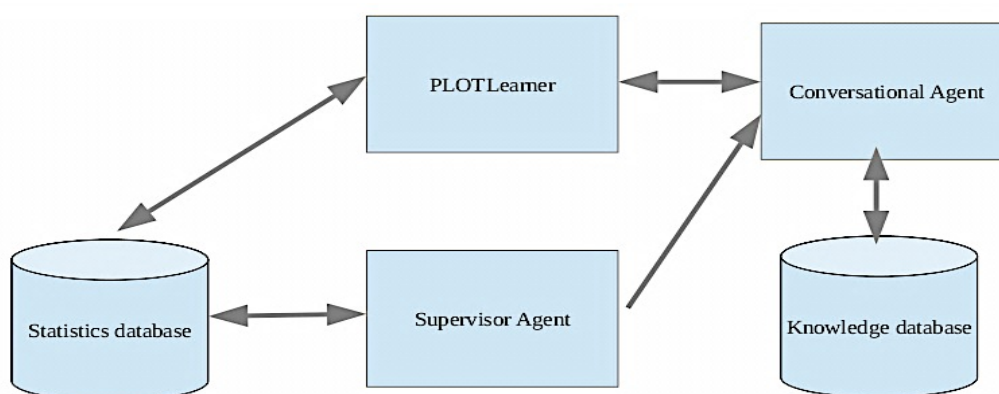 PLOTLearner
Conversational Agent
Statistics database
Supervisor Agent
Knowledge database